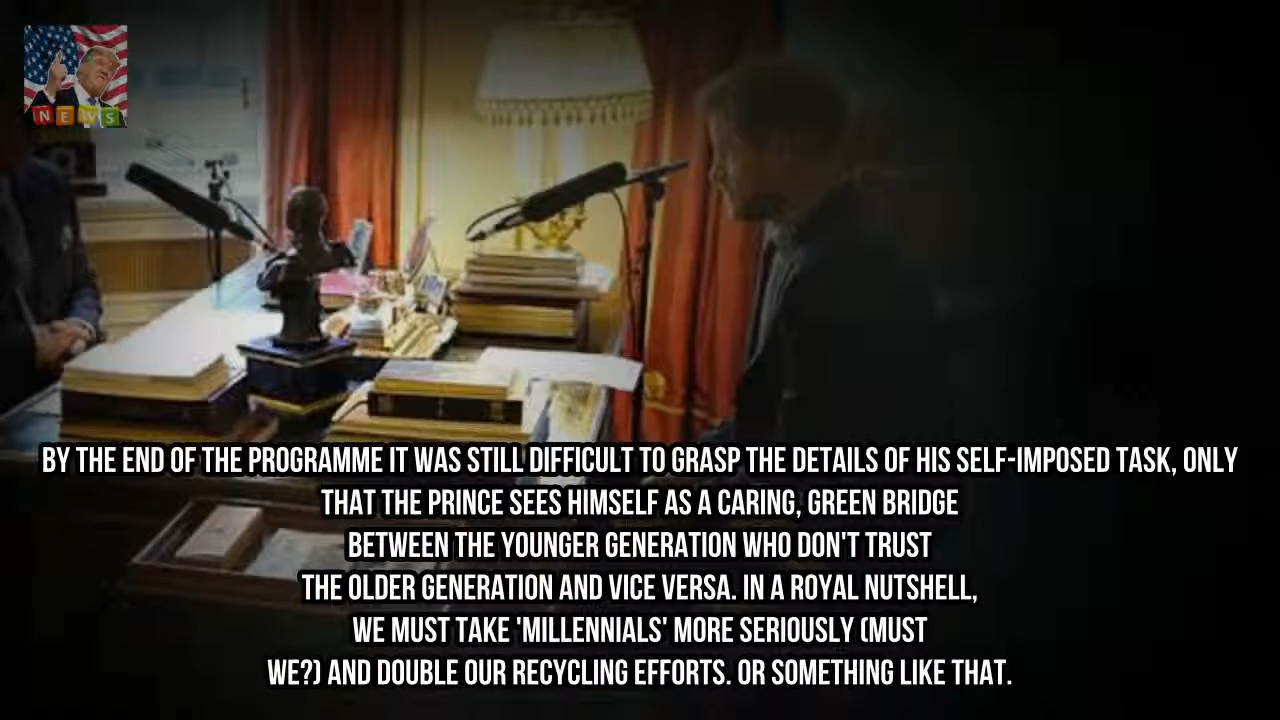 NEWS
BY THE END OF THE PROGRAMME IT WAS STILL DIFFICULT TO GRASP THE DETAILS OF HIS SELF-IMPOSED TASK, ONLY
THAT THE PRINCE SEES HIMSELF AS A CARING, GREEN BRIDGE
BETWEEN THE YOUNGER GENERATION WHO DON'T TRUST
THE OLDER GENERATION AND VICE VERSA. IN A ROYAL NUTSHELL,
WE MUST TAKE 'MILLENNIALS' MORE SERIOUSLY (MUST
WE?) AND DOUBLE OUR RECYCLING EFFORTS. OR SOMETHING LIKE THAT.